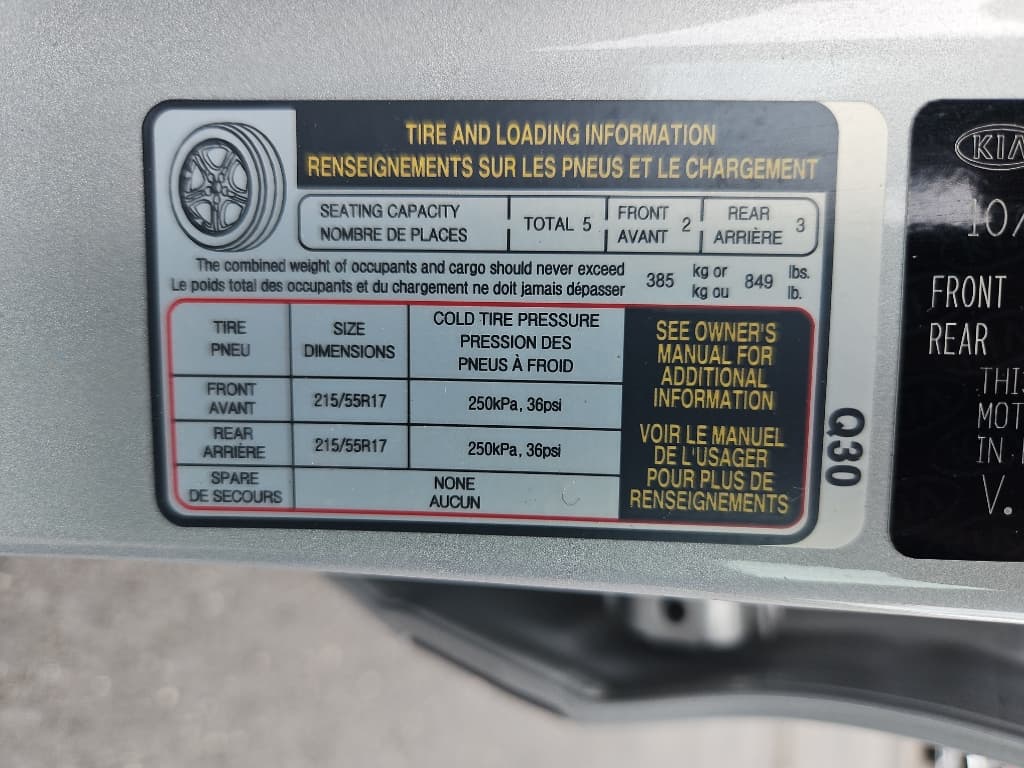 TIRE AND LOADING INFORMATION
RENSEIGNEMENTS SUR LES PNEUS ET LE CHARGEMENT
SEATING CAPACITY
NOMBRE DE PLACES
TOTAL 5
FRONT
AVANT
2
REAR
ARRIÈRE
3
The combined weight of occupants and cargo should never exceed
Le poids total des occupants et du chargement ne doit jamais dépasser
385
kg or
kg ou
849
lbs.
lb.
TIRE
PNEU
SIZE
DIMENSIONS
COLD TIRE PRESSURE
PRESSION DES
PNEUS À FROID
FRONT
AVANT
215/55R17
250kPa, 36psi
REAR
ARRIÈRE
215/55R17
250kPa, 36psi
SPARE
DE SECOURS
NONE
AUCUN
SEE OWNER'S
MANUAL FOR
ADDITIONAL
INFORMATION
VOIR LE MANUEL
DE L'USAGER
POUR PLUS DE
RENSEIGNEMENTS
Q30
KIA
10/
FRONT
REAR
MOT
IN
V.